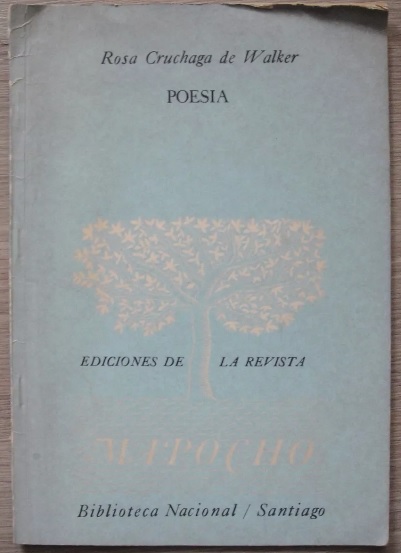 Rosa Cruchaga de Walker
POESIA
EDICIONES DE LA REVISTA
MAPOCHO
Biblioteca Nacional / Santiago